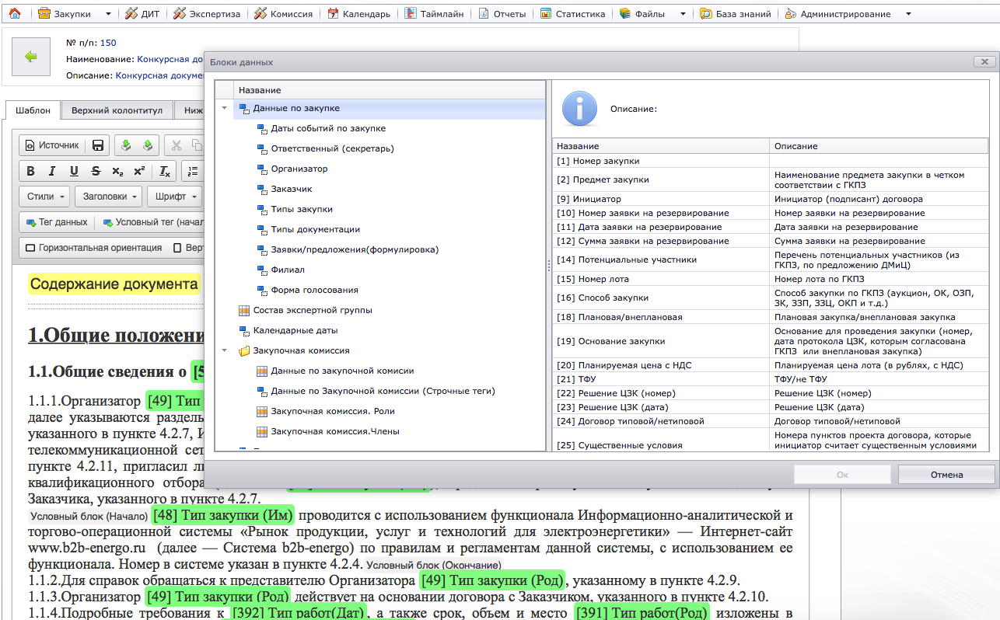 Закупки ДИТ Экспертиза Комиссия Календарь Таймлайн Отчеты Статистика Файлы База знаний Администрирование
№ п/п: 150
Наименование: Конкурсная до
Описание: Конкурсная докуме
Шаблон Верхний колонтитул Ниж
Источник
B I U S x₂ x² Tx
Стили Заголовки Шрифт
Тег данных Условный тег (начал
Горизонтальная ориентация Верт
Содержание документа
1.Общие положени
1.1.Общие сведения о [5
1.1.1.Организатор [49] Тип
далее указываются раздель
указанного в пункте 4.2.7, И
телекоммуникационной сет
пункте 4.2.11, пригласил ли
квалификационного отбора
Заказчика, указанного в пункте 4.2.7.
Условный блок (Начало) [48] Тип закупки (Им) проводится с использованием функционала Информационно-аналитической и
торгово-операционной системы «Рынок продукции, услуг и технологий для электроэнергетики» — Интернет-сайт
www.b2b-energo.ru (далее — Система b2b-energo) по правилам и регламентам данной системы, с использованием ее
функционала. Номер в системе указан в пункте 4.2.4. Условный блок (Окончание)
1.1.2.Для справок обращаться к представителю Организатора [49] Тип закупки (Род), указанному в пункте 4.2.9.
1.1.3.Организатор [49] Тип закупки (Род) действует на основании договора с Заказчиком, указанного в пункте 4.2.10.
1.1.4.Подробные требования к [392] Тип работ(Дат), а также срок, объем и место [391] Тип работ(Род) изложены в
Блоки данных
Название
Данные по закупке
Даты событий по закупке
Ответственный (секретарь)
Организатор
Заказчик
Типы закупки
Типы документации
Заявки/предложения(формулировка)
Филиал
Форма голосования
Состав экспертной группы
Календарные даты
Закупочная комиссия
Данные по закупочной комисии
Данные по Закупочной комиссии (Строчные теги)
Закупочная комиссия. Роли
Закупочная комиссия.Члены
Описание:
Название Описание
[1] Номер закупки
[2] Предмет закупки Наименование предмета закупки в четком
соответствии с ГКПЗ
[9] Инициатор Инициатор (подписант) договора
[10] Номер заявки на резервирование Номер заявки на резервирование
[11] Дата заявки на резервирование Дата заявки на резервирование
[12] Сумма заявки на резервирование Сумма заявки на резервирование
[14] Потенциальные участники Перечень потенциальных участников (из
ГКПЗ, по предложению ДМиЦ)
[15] Номер лота Номер лота по ГКПЗ
[16] Способ закупки Способ закупки по ГКПЗ (аукцион, ОК, ОЗП,
ЗК, ЗЗП, ЗЗЦ, ОКП и т.д.)
[18] Плановая/внеплановая Плановая закупка/внеплановая закупка
[19] Основание закупки Основание для проведения закупки (номер,
дата протокола ЦЗК, которым согласована
ГКПЗ или внеплановая закупка)
[20] Планируемая цена с НДС Планируемая цена лота (в рублях, с НДС)
[21] ТФУ ТФУ/не ТФУ
[22] Решение ЦЗК (номер) Решение ЦЗК (номер)
[23] Решение ЦЗК (дата) Решение ЦЗК (дата)
[24] Договор типовой/нетиповой Договор типовой/нетиповой
[25] Существенные условия Номера пунктов проекта договора, которые
инициатор считает существенным условиями
Ок Отмена